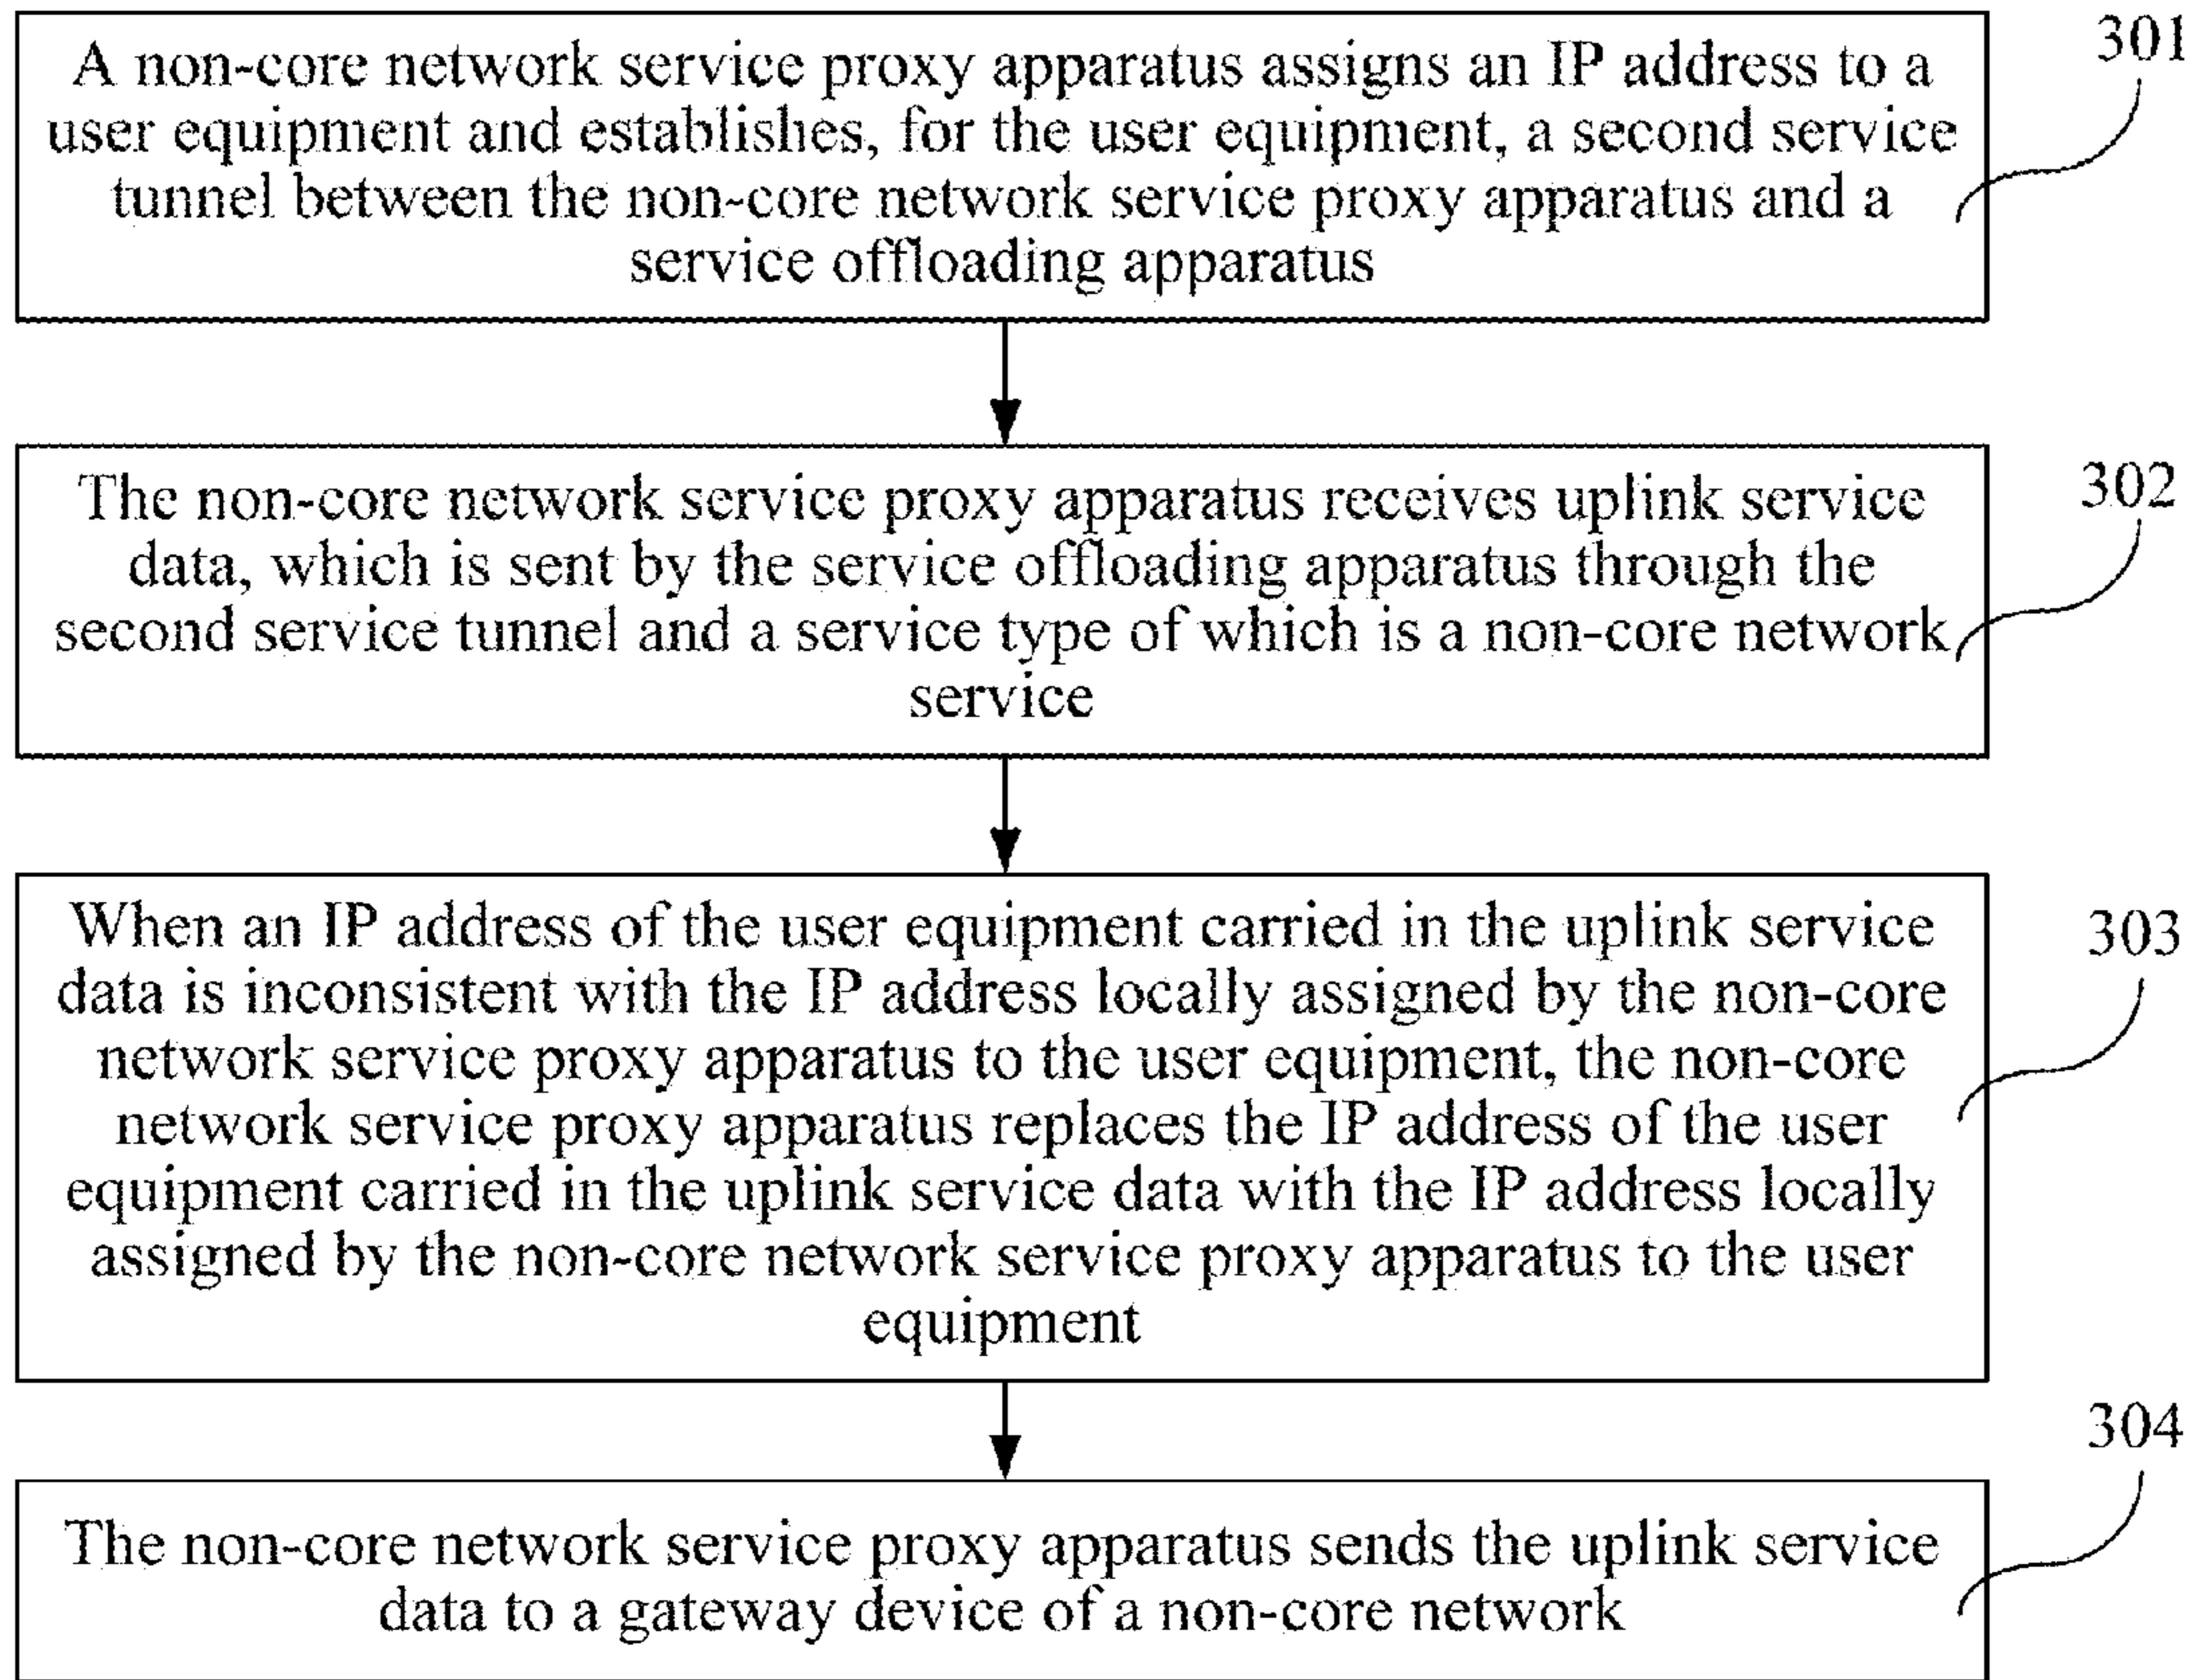 A non-core network service proxy apparatus assigns an IP address to a
user equipment and establishes, for the user equipment, a second service
tunnel between the non-core network service proxy apparatus and a
service offloading apparatus
301
The non-core network service proxy apparatus receives uplink service
data, which is sent by the service offloading apparatus through the
second service tunnel and a service type of which is a non-core network
service
302
When an IP address of the user equipment carried in the uplink service
data is inconsistent with the IP address locally assigned by the non-core
network service proxy apparatus to the user equipment, the non-core
network service proxy apparatus replaces the IP address of the user
equipment carried in the uplink service data with the IP address locally
assigned by the non-core network service proxy apparatus to the user
equipment
303
The non-core network service proxy apparatus sends the uplink service
data to a gateway device of a non-core network
304